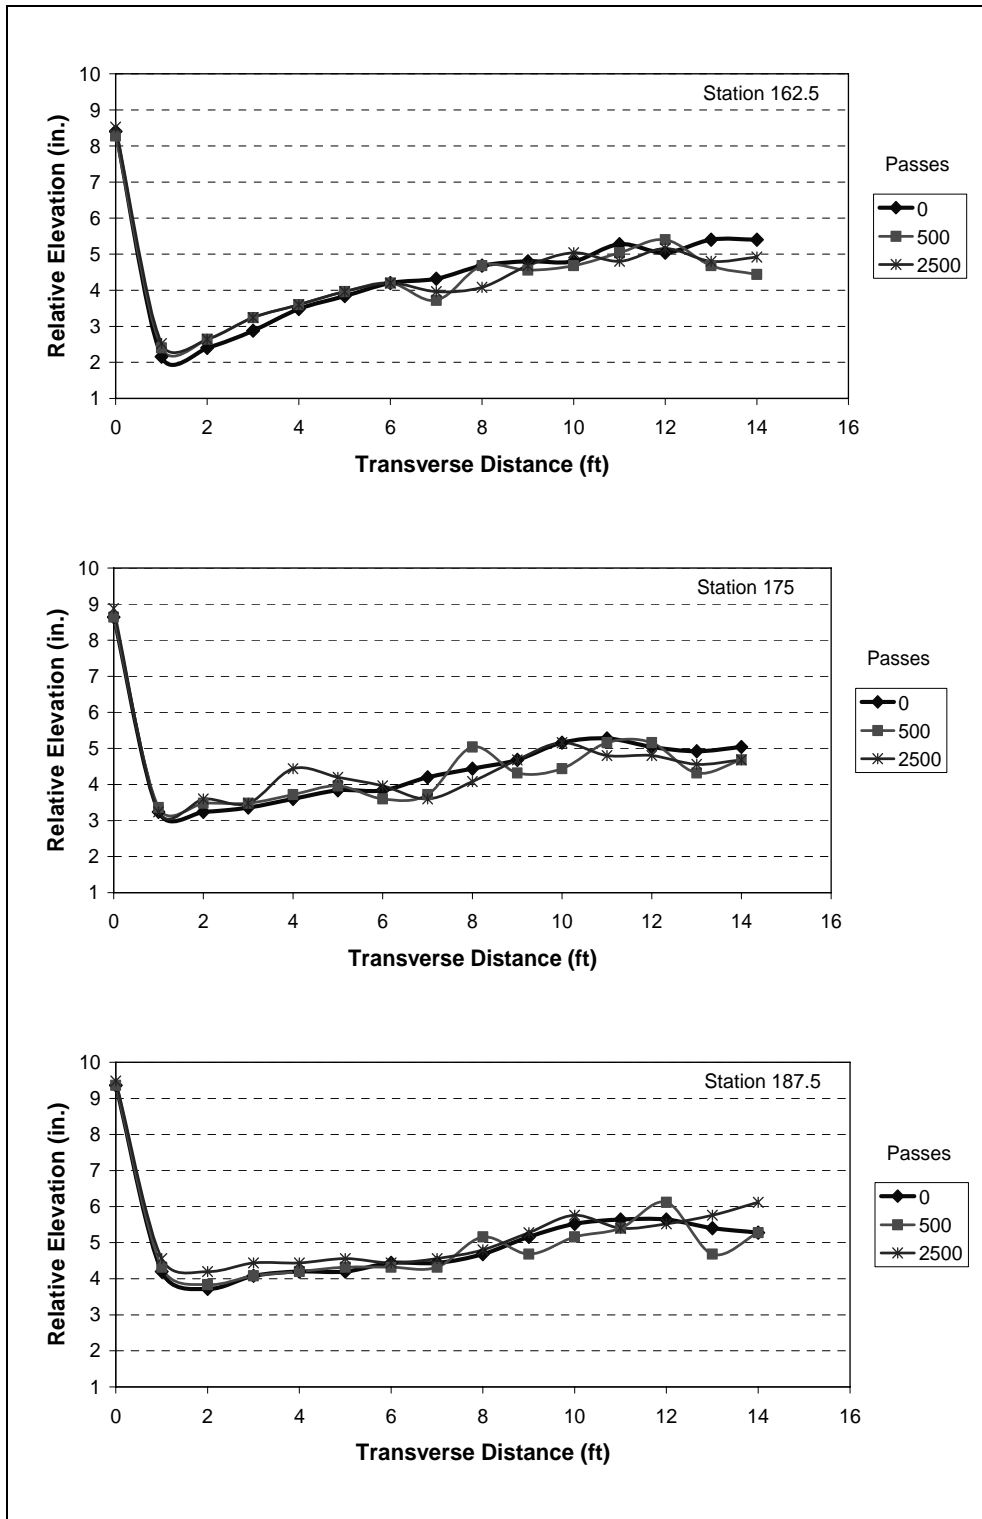 Station 162.5
10
9
8
7
6
5
4
3
2
1
Relative Elevation (in.)
0 2 4 6 8 10 12 14 16
Transverse Distance (ft)
Passes
0
500
2500
Station 175
10
9
8
7
6
5
4
3
2
1
Relative Elevation (in.)
0 2 4 6 8 10 12 14 16
Transverse Distance (ft)
Passes
0
500
2500
Station 187.5
10
9
8
7
6
5
4
3
2
1
Relative Elevation (in.)
0 2 4 6 8 10 12 14 16
Transverse Distance (ft)
Passes
0
500
2500